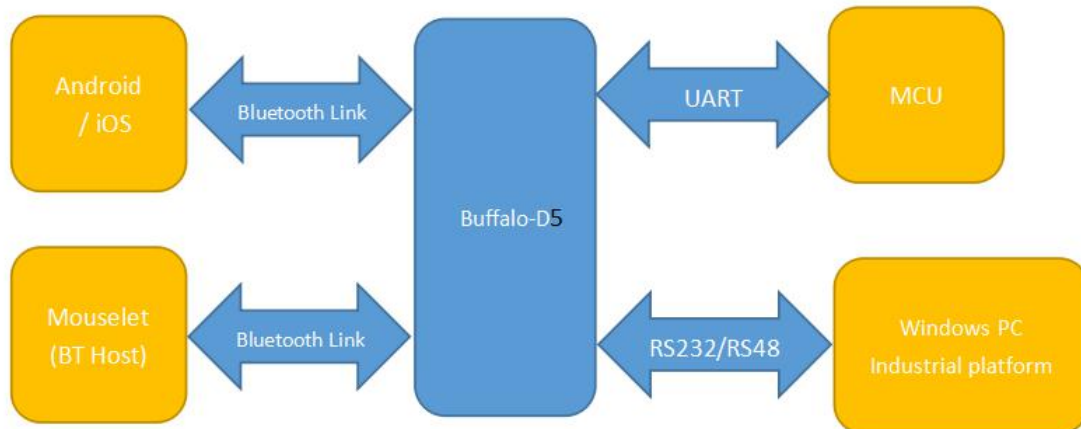 Android
/ iOS
Bluetooth Link
Buffalo-D5
UART
MCU
Mouselet
(BT Host)
Bluetooth Link
RS232/RS48
Windows PC
Industrial platform